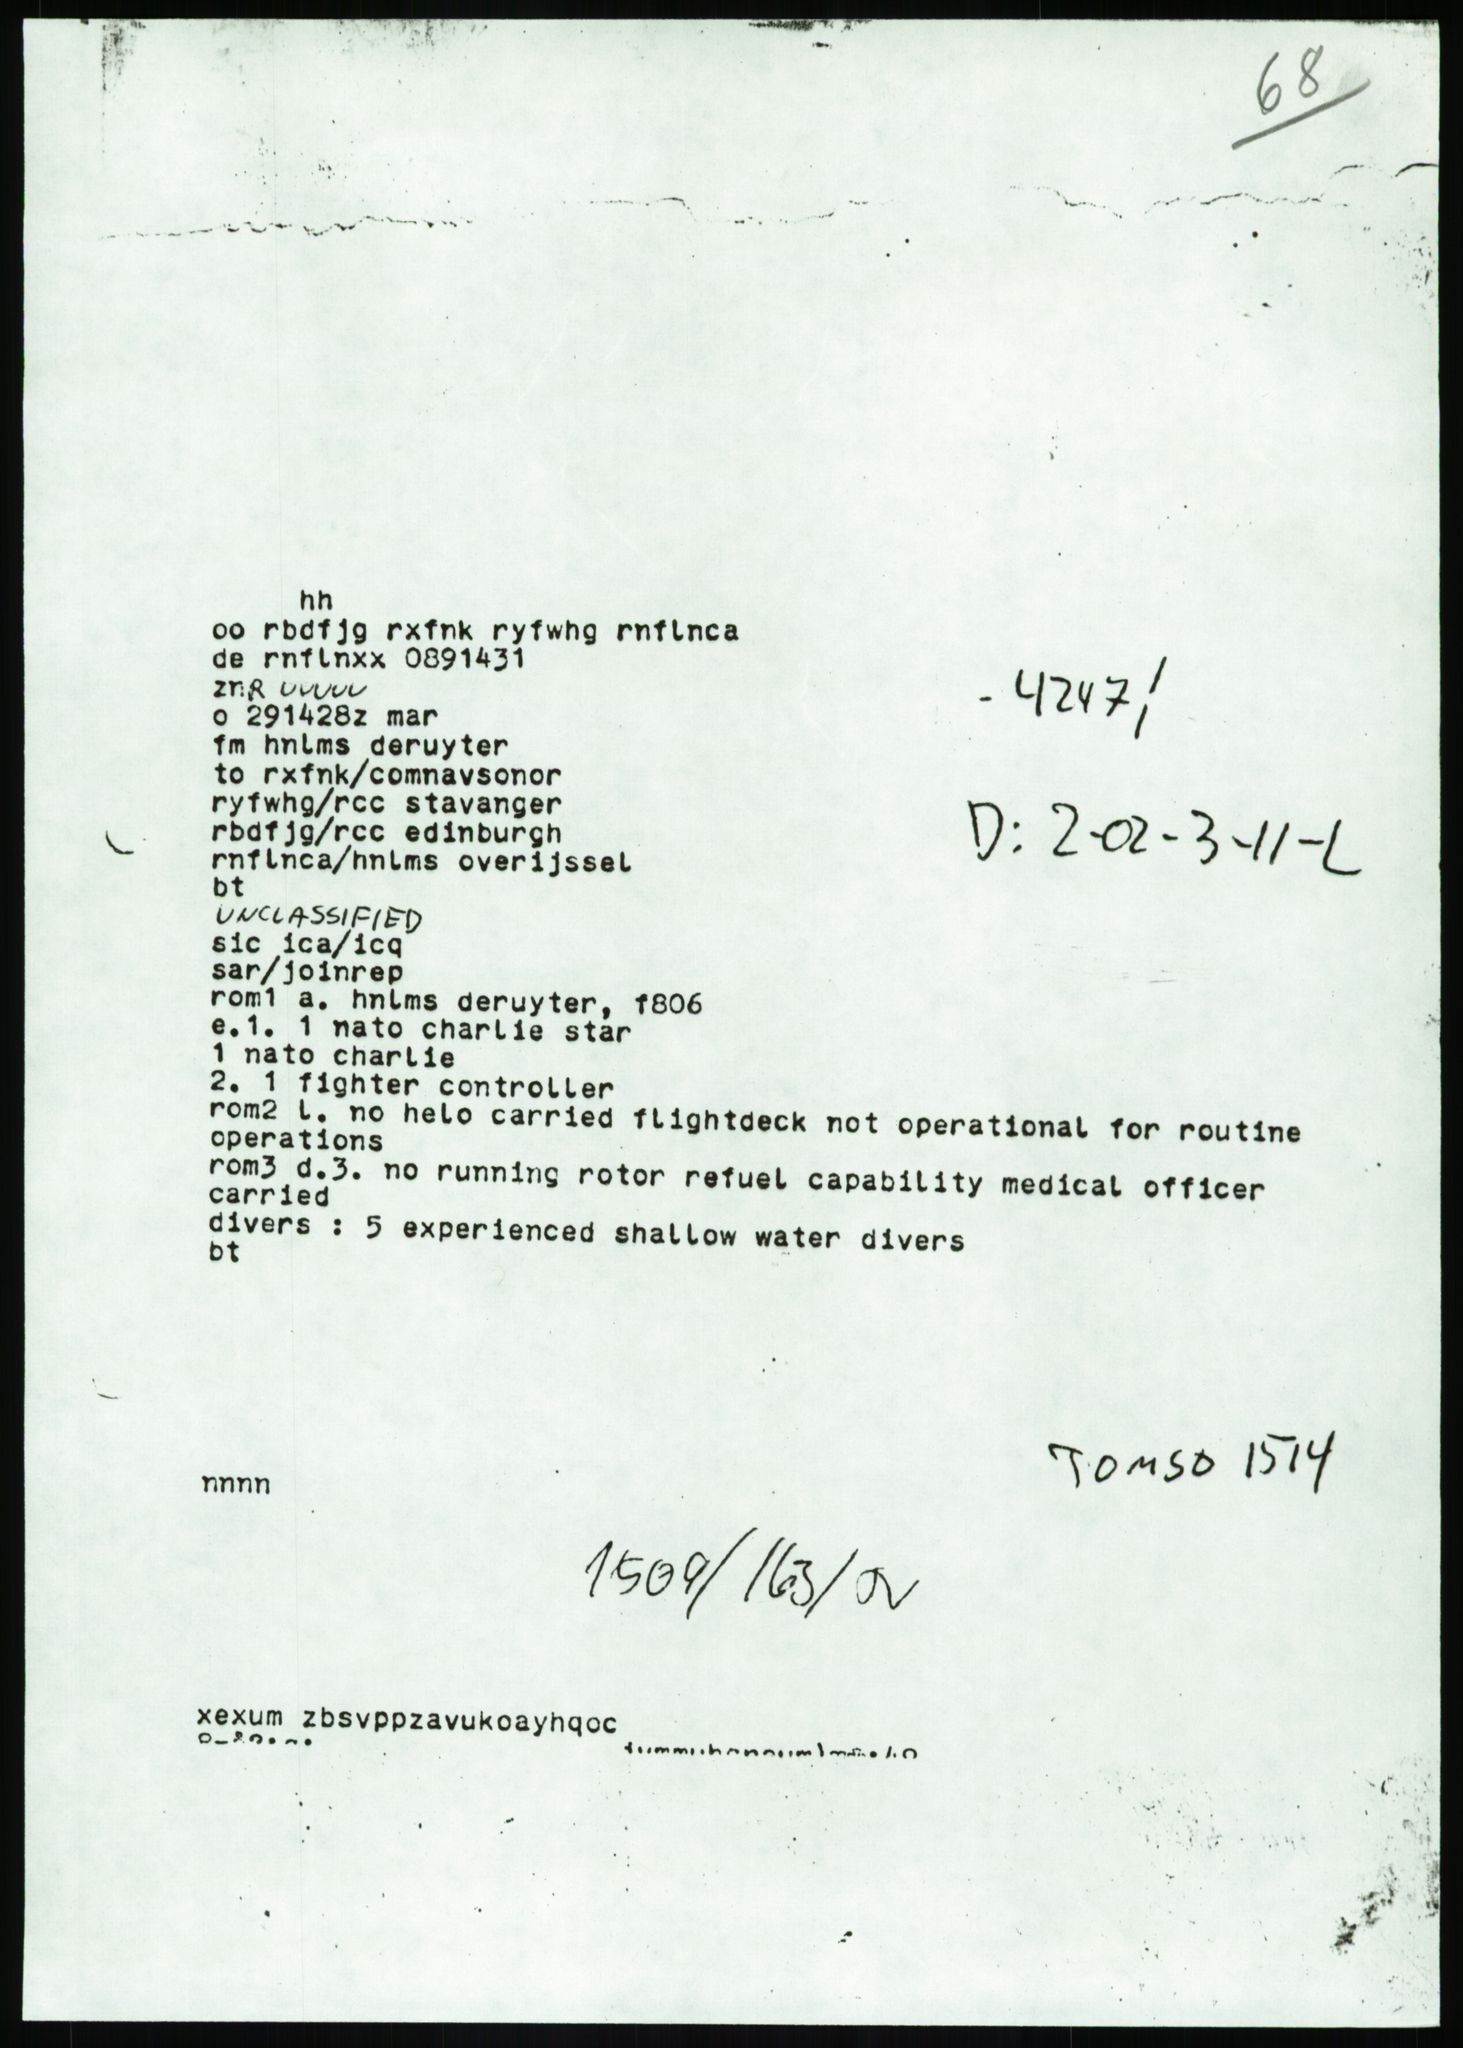 68
hh
oo rbdfjg rxfnk ryfwhg rnflnca
de rnflnxx 0891431
znR UUUUU
o 291428z mar
fm hnlms deruyter
to rxfnk/comnavsonor
ryfwhg/rcc stavanger
rbdfjg/rcc edinburgh
rnflnca/hnlms overijssel
bt
UNCLASSIFIED
sic ica/icq
sar/joinrep
rom1 a. hnlms deruyter, f806
e.1. 1 nato charlie star
1 nato charlie
2. 1 fighter controller
rom2 l. no helo carried flightdeck not operational for routine
operations
rom3 d.3. no running rotor refuel capability medical officer
carried
divers : 5 experienced shallow water divers
bt
- 4247!
D: 2-02-3-11-L
nnnn
TOMSO 1514
1509/163/
xexum zbsvppzavukoayhqoc